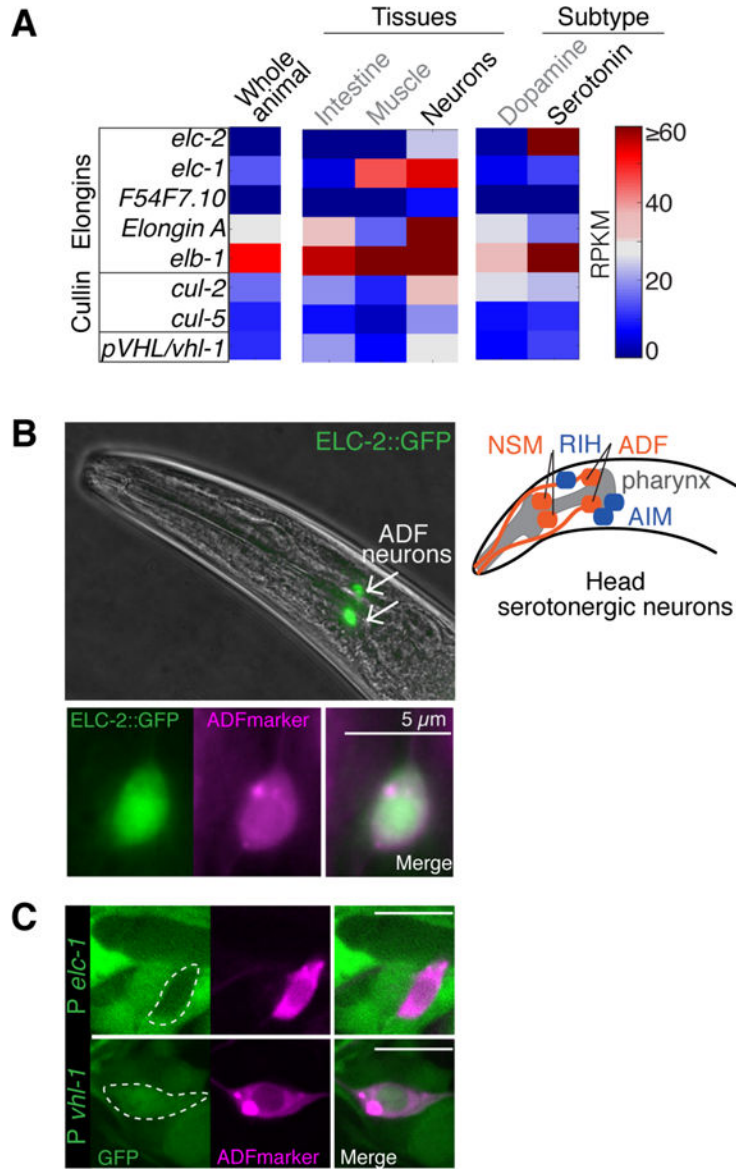 A
Tissues
Subtype
Whole
animal
Intestine
Muscle
Neurons
Dopamine
Serotonin
Elongins
elc-2
elc-1
F54F7.10
Elongin A
elb-1
Cullin
cul-2
cul-5
pVHL/vhl-1
≥60
40
20
0
RPKM
B
ELC-2::GFP
ADF
neurons
NSM RIH ADF
pharynx
AIM
Head
serotonergic neurons
ELC-2::GFP
ADFmarker
5 µm
Merge
C
P elc-1
P vhl-1
GFP
ADFmarker
Merge